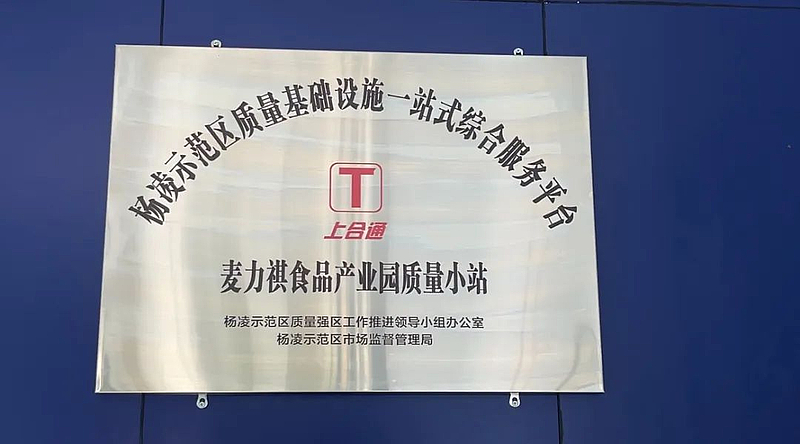 杨凌示范区质量基础设施一站式综合服务平台
T
上合通
麦力祺食品产业园质量小站
杨凌示范区质量强区工作推进领导小组办公室
杨凌示范区市场监督管理局